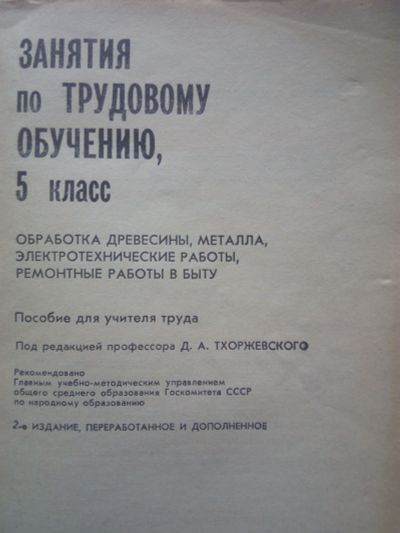 ЗАНЯТИЯ
по ТРУДОВОМУ
ОБУЧЕНИЮ,
5 класс
ОБРАБОТКА ДРЕВЕСИНЫ, МЕТАЛЛА,
ЭЛЕКТРОТЕХНИЧЕСКИЕ РАБОТЫ,
РЕМОНТНЫЕ РАБОТЫ В БЫТУ
Пособие для учителя труда
Под редакцией профессора Д. А. ТХОРЖЕВСКОГО
Рекомендовано
Главным учебно-методическим управлением
общего среднего образования Госкомитета СССР
по народному образованию
2-е ИЗДАНИЕ, ПЕРЕРАБОТАННОЕ И ДОПОЛНЕННОЕ